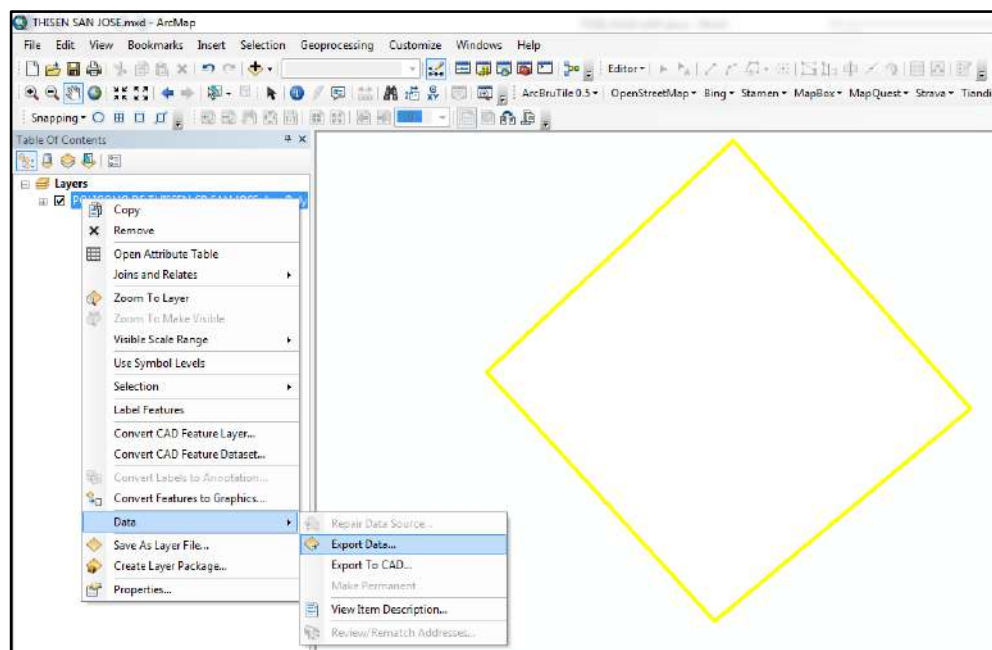 THISEN SAN JOSE.mxd - ArcMap
File Edit View Bookmarks Insert Selection Geoprocessing Customize Windows Help
Editor
ArcBruTile 0.5 OpenStreetMap Bing Stamen MapBox MapQuest Strava Tiandi
Snapping
Table Of Contents
Layers
Copy
Remove
Open Attribute Table
Joins and Relates
Zoom To Layer
Zoom To Make Visible
Visible Scale Range
Use Symbol Levels
Selection
Label Features
Convert CAD Feature Layer...
Convert CAD Feature Dataset...
Convert Labels to Annotation...
Convert Features to Graphics...
Data
Save As Layer File...
Create Layer Package...
Properties...
Repair Data Source...
Export Data...
Export To CAD...
Make Permanent
View Item Description...
Review/Rematch Addresses...